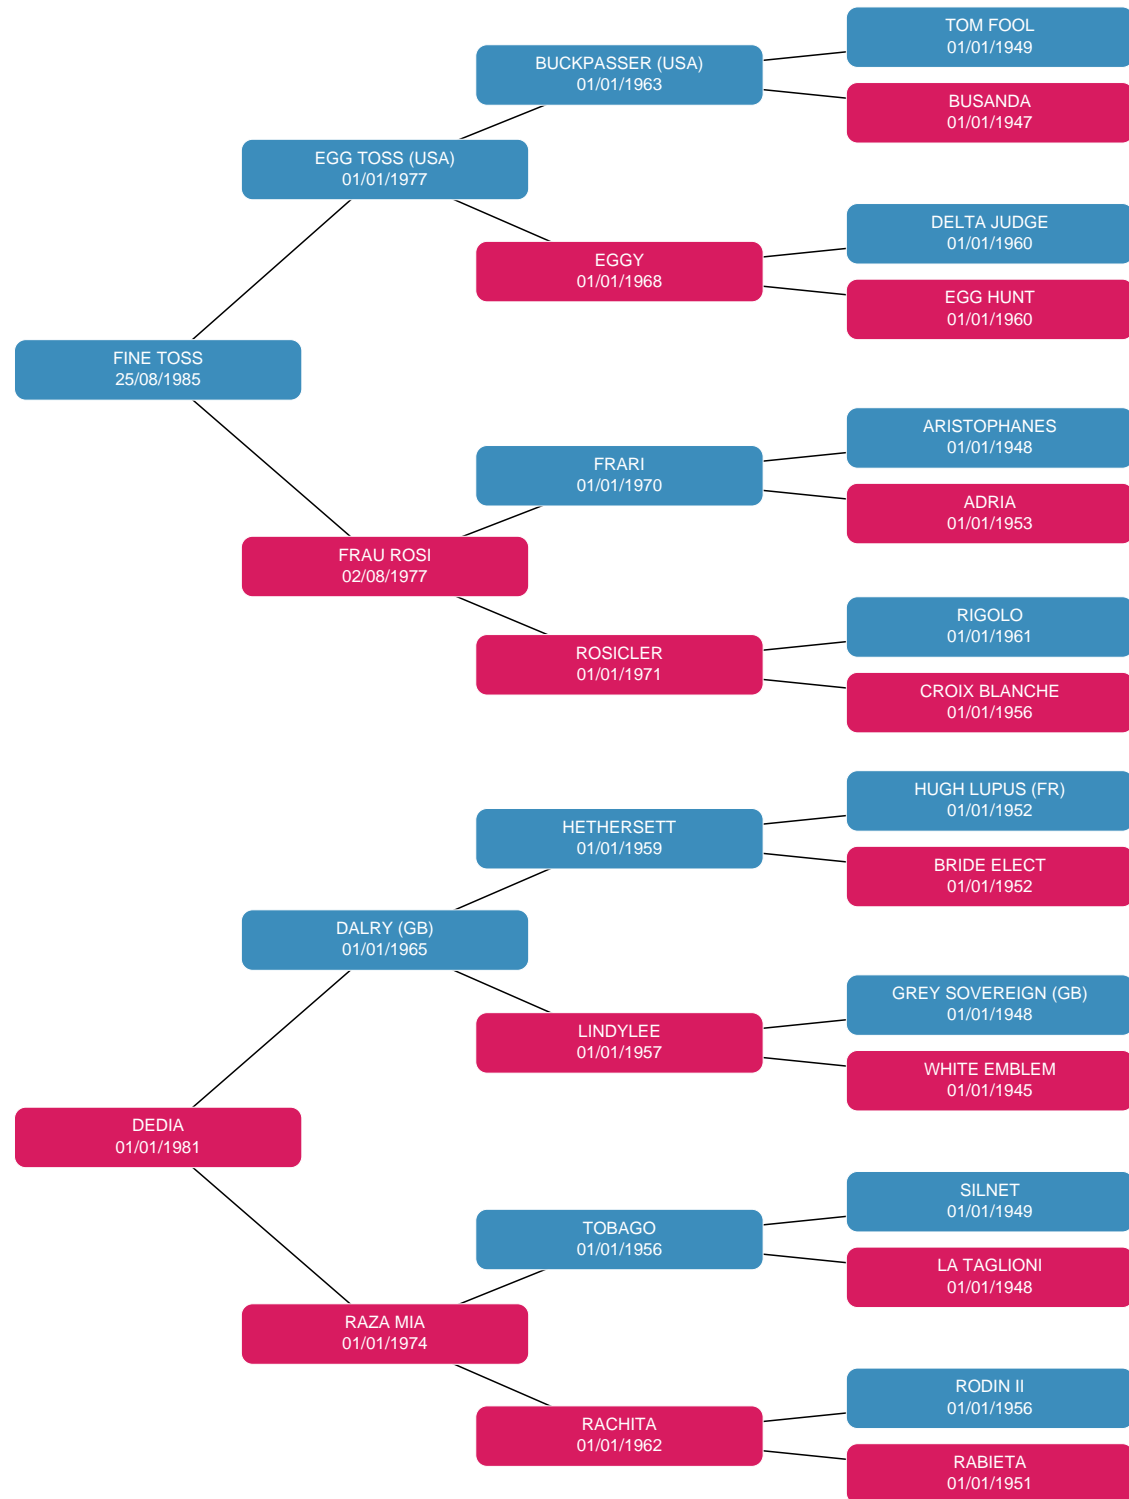 TOM FOOL
01/01/1949
BUCKPASSER (USA)
01/01/1963
BUSANDA
01/01/1947
EGG TOSS (USA)
01/01/1977
DELTA JUDGE
01/01/1960
EGGY
01/01/1968
EGG HUNT
01/01/1960
FINE TOSS
25/08/1985
ARISTOPHANES
01/01/1948
FRARI
01/01/1970
ADRIA
01/01/1953
FRAU ROSI
02/08/1977
RIGOLO
01/01/1961
ROSICLER
01/01/1971
CROIX BLANCHE
01/01/1956
HUGH LUPUS (FR)
01/01/1952
HETHERSETT
01/01/1959
BRIDE ELECT
01/01/1952
DALRY (GB)
01/01/1965
GREY SOVEREIGN (GB)
01/01/1948
LINDYLEE
01/01/1957
WHITE EMBLEM
01/01/1945
DEDIA
01/01/1981
SILNET
01/01/1949
TOBAGO
01/01/1956
LA TAGLIONI
01/01/1948
RAZA MIA
01/01/1974
RODIN II
01/01/1956
RACHITA
01/01/1962
RABIETA
01/01/1951